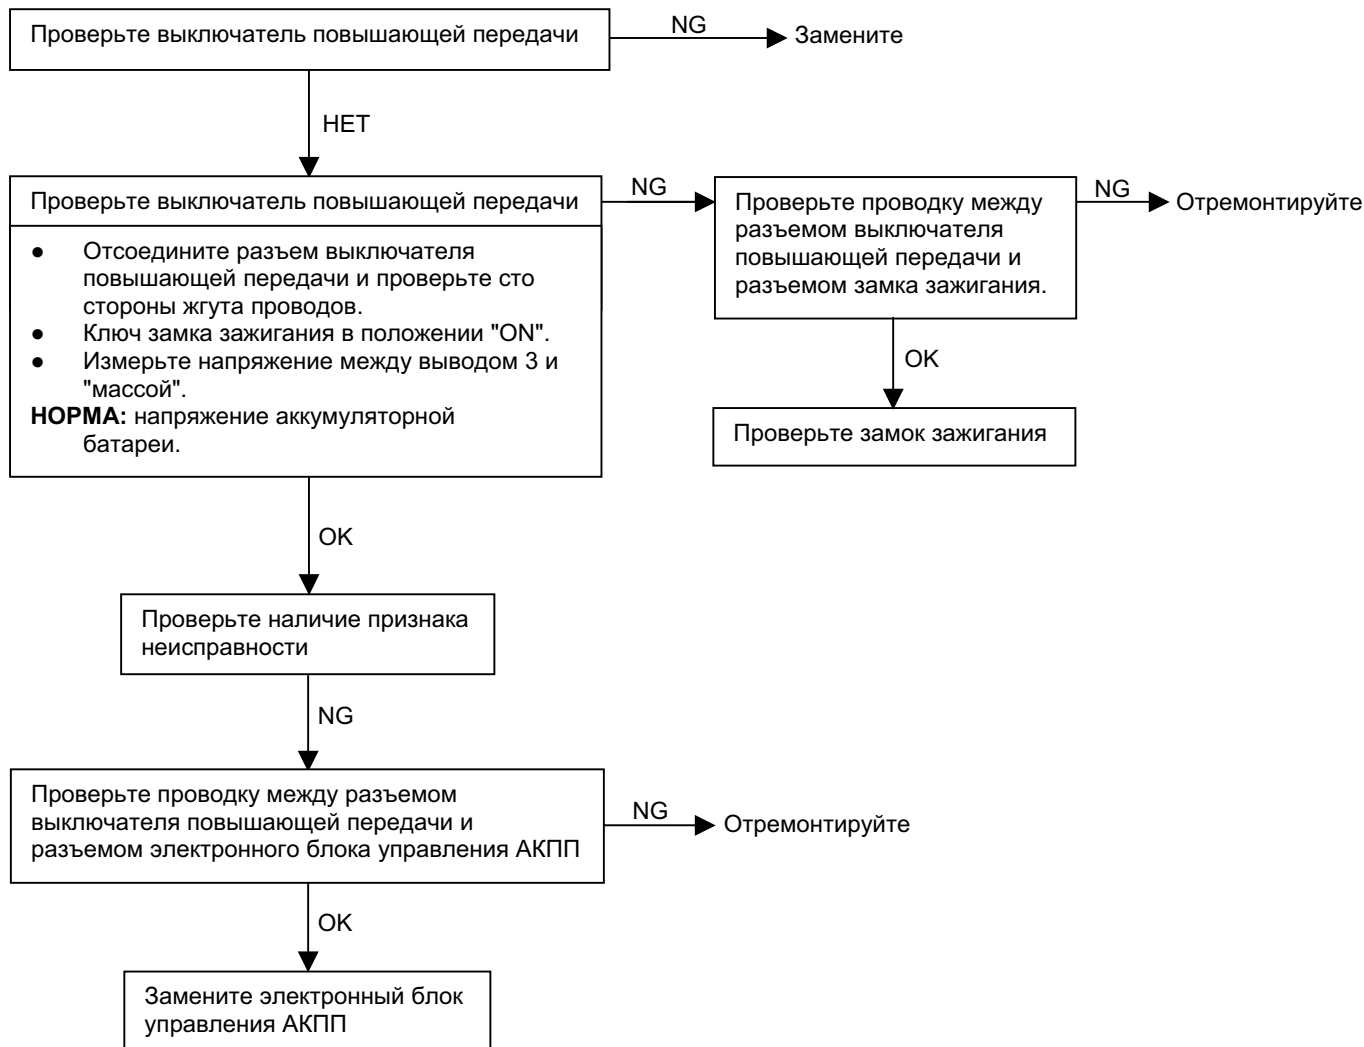 Проверьте выключатель повышающей передачи
NG
Замените
НЕТ
Проверьте выключатель повышающей передачи
● Отсоедините разъем выключателя
повышающей передачи и проверьте сто
стороны жгута проводов.
● Ключ замка зажигания в положении "ON".
● Измерьте напряжение между выводом 3 и
"массой".
НОРМА: напряжение аккумуляторной
батареи.
NG
Проверьте проводку между
разъемом выключателя
повышающей передачи и
разъемом замка зажигания.
NG
Отремонтируйте
OK
Проверьте замок зажигания
OK
Проверьте наличие признака
неисправности
NG
Проверьте проводку между разъемом
выключателя повышающей передачи и
разъемом электронного блока управления АКПП
NG
Отремонтируйте
OK
Замените электронный блок
управления АКПП